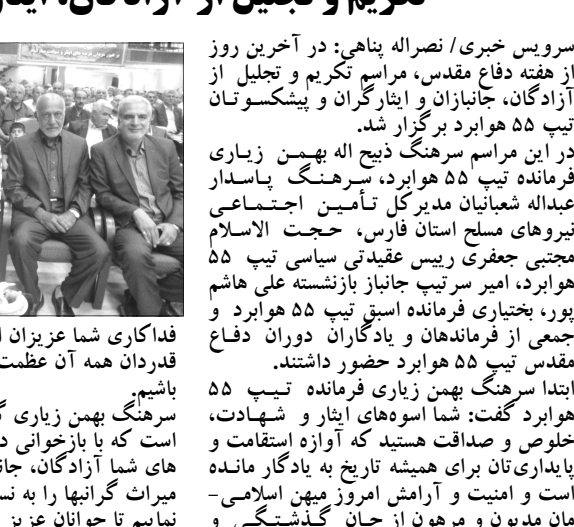 تکریم و تجلیل از آزادگان،
سرویس خبری/ نصراله پناهی: در آخرین روز
از هفته دفاع مقدس، مراسم تکریم و تجلیل از
آزادگان، جانبازان و ایثارگران و پیشکسوتان
تیپ ۵۵ هوابرد برگزار شد.
در این مراسم سرهنگ ذبیح اله بهمن زیاری
فرمانده تیپ ۵۵ هوابرد، سرهنگ پاسدار
عبداله شعبانیان مدیرکل تأمین اجتماعی
نیروهای مسلح استان فارس، حجت الاسلام
مجتبی جعفری رییس عقیدتی سیاسی تیپ ۵۵
هوابرد، امیر سرتیپ جانباز بازنشسته علی هاشم
پور، بختیاری فرمانده اسبق تیپ ۵۵ هوابرد و
جمعی از فرماندهان و یادگاران دوران دفاع
مقدس تیپ ۵۵ هوابرد حضور داشتند.
ابتدا سرهنگ بهمن زیاری فرمانده تیپ ۵۵
هوابرد گفت: شما اسوه‌های ایثار و شهادت،
خلوص و صداقت هستید که آوازه استقامت و
پایداری‌تان برای همیشه تاریخ به یادگار مانده
است و امنیت و آرامش امروز میهن اسلامی-
مان مدیون و مرهون از جان گذشتگی و
فداکاری شما عزیزان
قدردان همه آن عظمت
باشیم.
سرهنگ بهمن زیاری
است که با بازخوانی
های شما آزادگان،
میراث گرانبها را به
نماییم تا جوانان عزیز